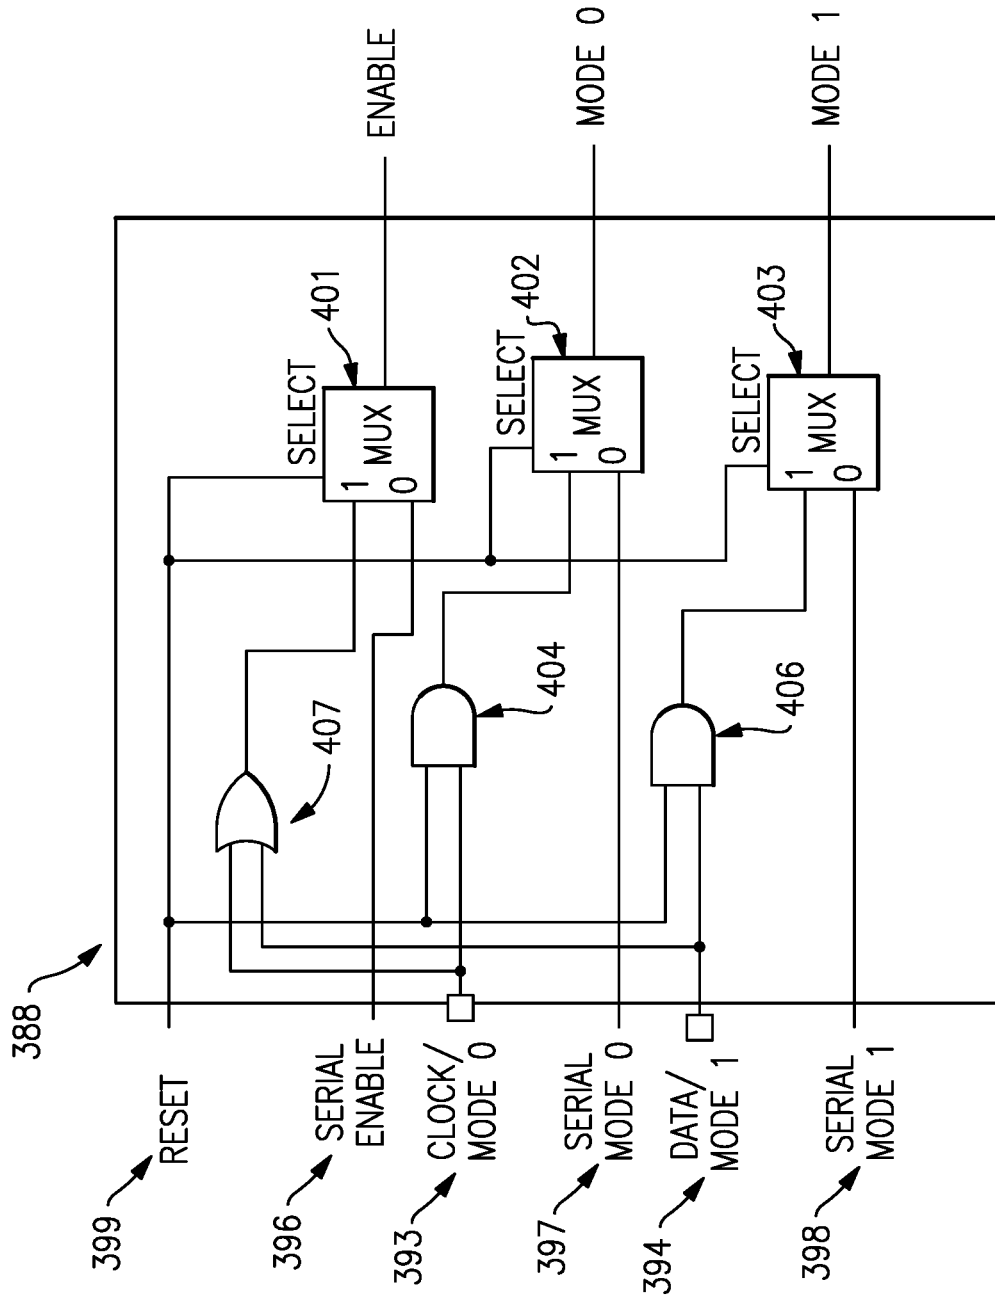 388
399
RESET
396
SERIAL
ENABLE
393
CLOCK/
MODE 0
397
SERIAL
MODE 0
394
DATA/
MODE 1
398
SERIAL
MODE 1
407
404
406
SELECT
401
1
0
MUX
SELECT
402
1
0
MUX
SELECT
403
1
0
MUX
ENABLE
MODE 0
MODE 1